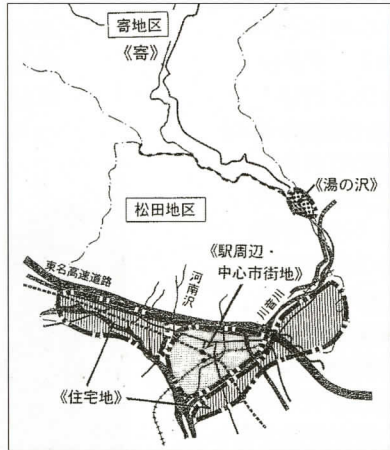 寄地区
《寄》
《湯の沢》
松田地区
《駅周辺・
中心市街地》
東名高速道路
河南沢
川音川
《住宅地》